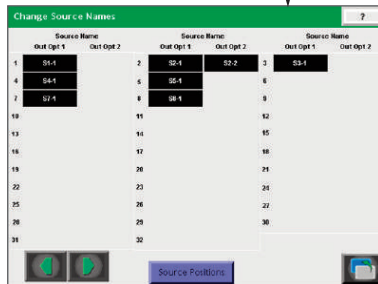 Change Source Names ?
Source Name Source Name Source Name
Out Opt 1 Out Opt 2 Out Opt 1 Out Opt 2 Out Opt 1 Out Opt 2
1 S1-1 2 S2-1 S2-2 3 S3-1
4 S4-1 5 S5-1 6
7 S7-1 8 S8-1 9
10 11 12
13 14 15
16 17 18
19 20 21
22 23 24
25 26 27
28 29 30
31 32
Source Positions